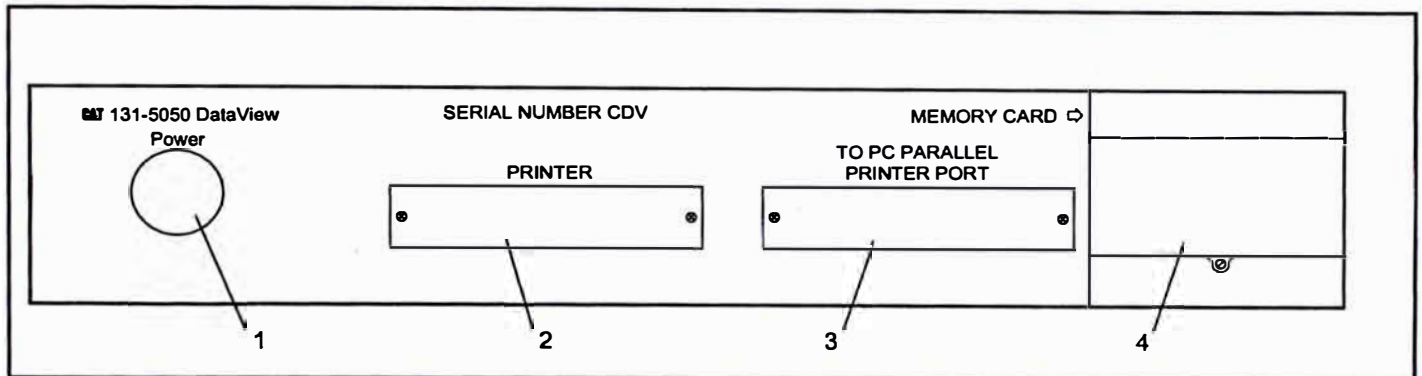 CAT 131-5050 DataView
Power
SERIAL NUMBER CDV
PRINTER
MEMORY CARD ⇨
TO PC PARALLEL
PRINTER PORT
1
2
3
4